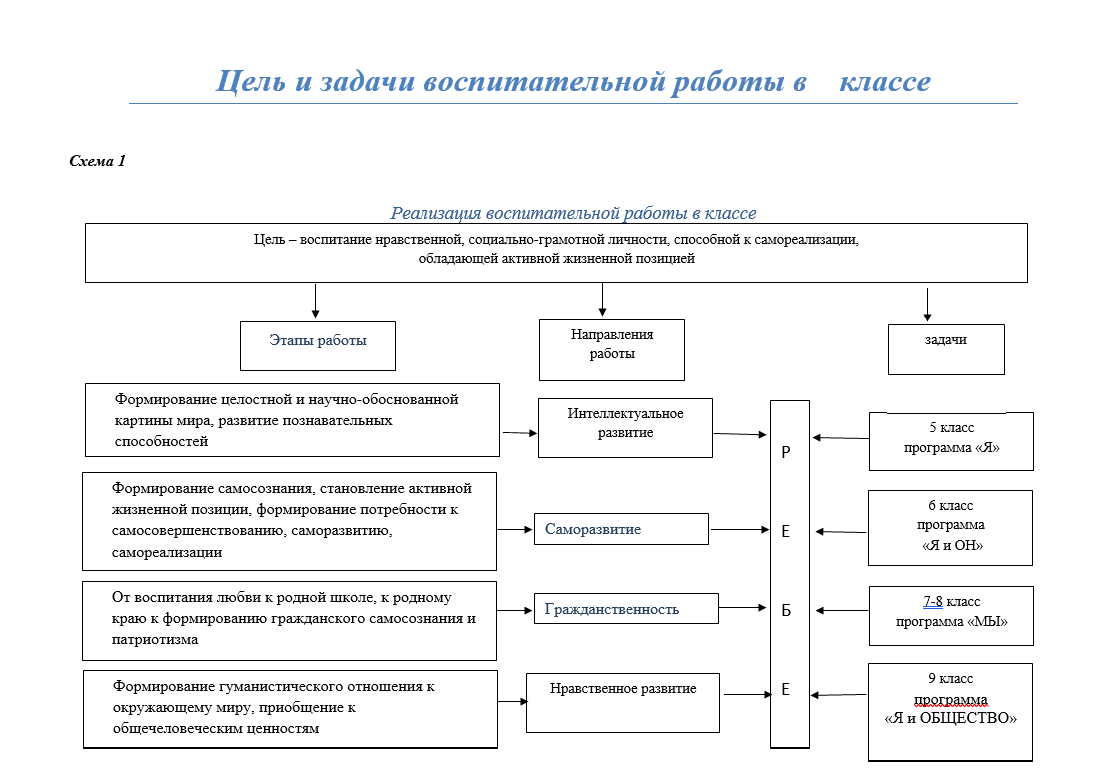 Цель и задачи воспитательной работы в классе
Схема 1
Реализация воспитательной работы в классе
Цель – воспитание нравственной, социально-грамотной личности, способной к самореализации,
обладающей активной жизненной позицией
Этапы работы
Направления
работы
задачи
Формирование целостной и научно-обоснованной
картины мира, развитие познавательных
способностей
Интеллектуальное
развитие
Р
5 класс
программа «Я»
Формирование самосознания, становление активной
жизненной позиции, формирование потребности к
самосовершенствованию, саморазвитию,
самореализации
Саморазвитие
Е
6 класс
программа
«Я и ОН»
От воспитания любви к родной школе, к родному
краю к формированию гражданского самосознания и
патриотизма
Гражданственность
Б
7-8 класс
программа «МЫ»
Формирование гуманистического отношения к
окружающему миру, приобщение к
общечеловеческим ценностям
Нравственное развитие
Е
9 класс
программа
«Я и ОБЩЕСТВО»